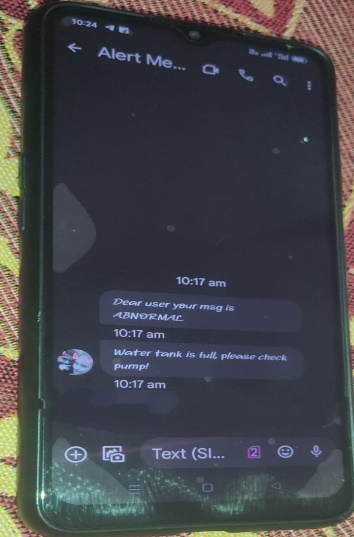 10:24
Alert Me...
10:17 am
Dear user your msg is
ABNORMAL
10:17 am
Water tank is full, please check
pump!
10:17 am
Text (SI... 2